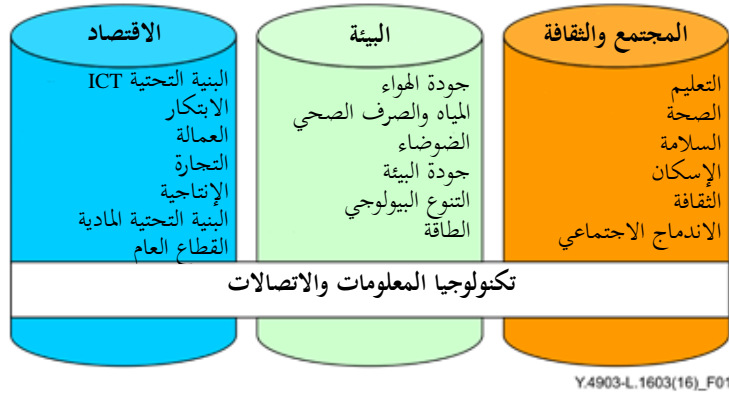 المجتمع والثقافة
التعليم
الصحة
السلامة
الإسكان
الثقافة
الاندماج الاجتماعي
البيئة
جودة الهواء
المياه والصرف الصحي
الضوضاء
جودة البيئة
التنوع البيولوجي
الطاقة
الاقتصاد
البنية التحتية ICT
الابتكار
العمالة
التجارة
الإنتاجية
البنية التحتية المادية
القطاع العام
تكنولوجيا المعلومات والاتصالات
Y.4903-L.1603(16)_F01